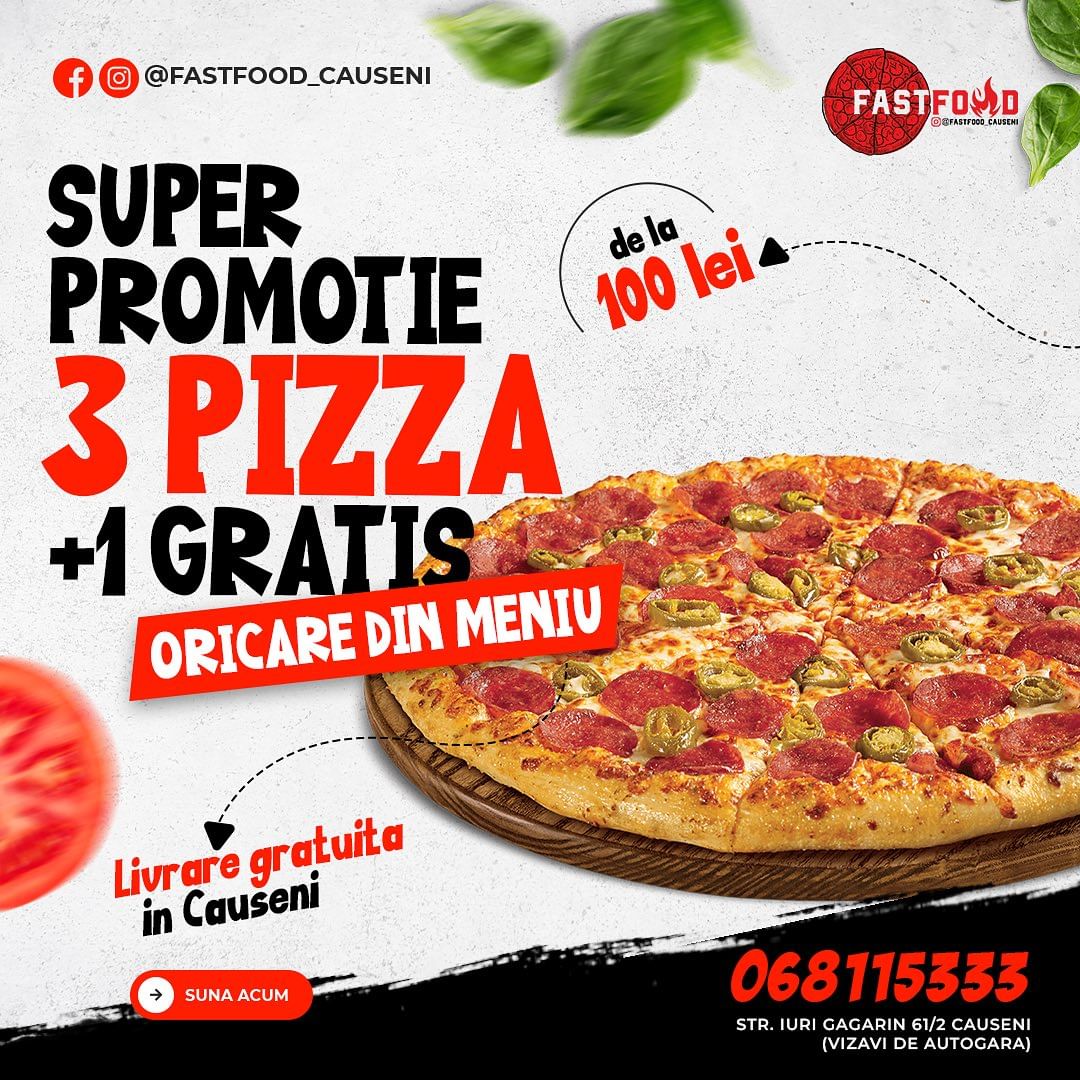 @FASTFOOD_CAUSENI
FASTFOOD
@FASTFOOD_CAUSENI
SUPER
PROMOTIE
3 PIZZA
+1 GRATIS
ORICARE DIN MENIU
de la
100 lei
Livrare gratuita
in Causeni
SUNA ACUM
068115333
STR. IURI GAGARIN 61/2 CAUSENI
(VIZAVI DE AUTOGARA)